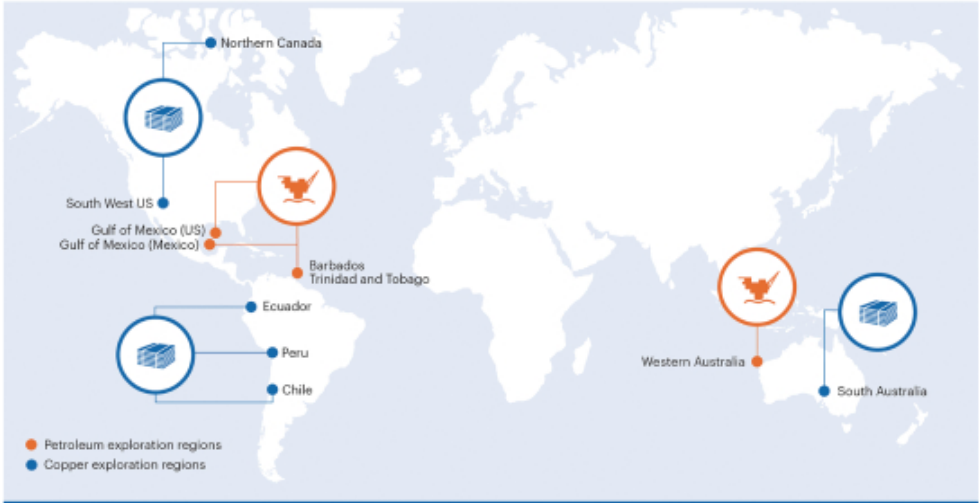 Northern Canada
South West US
Gulf of Mexico (US)
Gulf of Mexico (Mexico)
Barbados
Trinidad and Tobago
Ecuador
Peru
Chile
Western Australia
South Australia
Petroleum exploration regions
Copper exploration regions